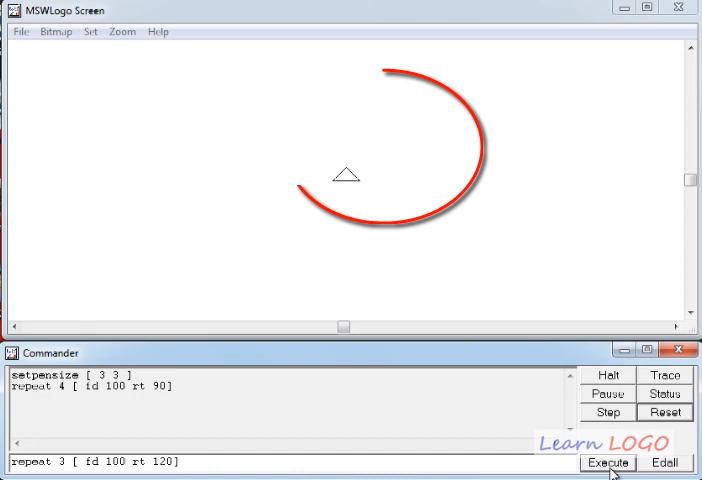 MSWLogo Screen
File Bitmap Set Zoom Help
Commander
setpensize [ 3 3 ]
repeat 4 [ fd 100 rt 90]
Halt Trace
Pause Status
Step Reset
Learn LOGO
repeat 3 [ fd 100 rt 120]
Execute Edall